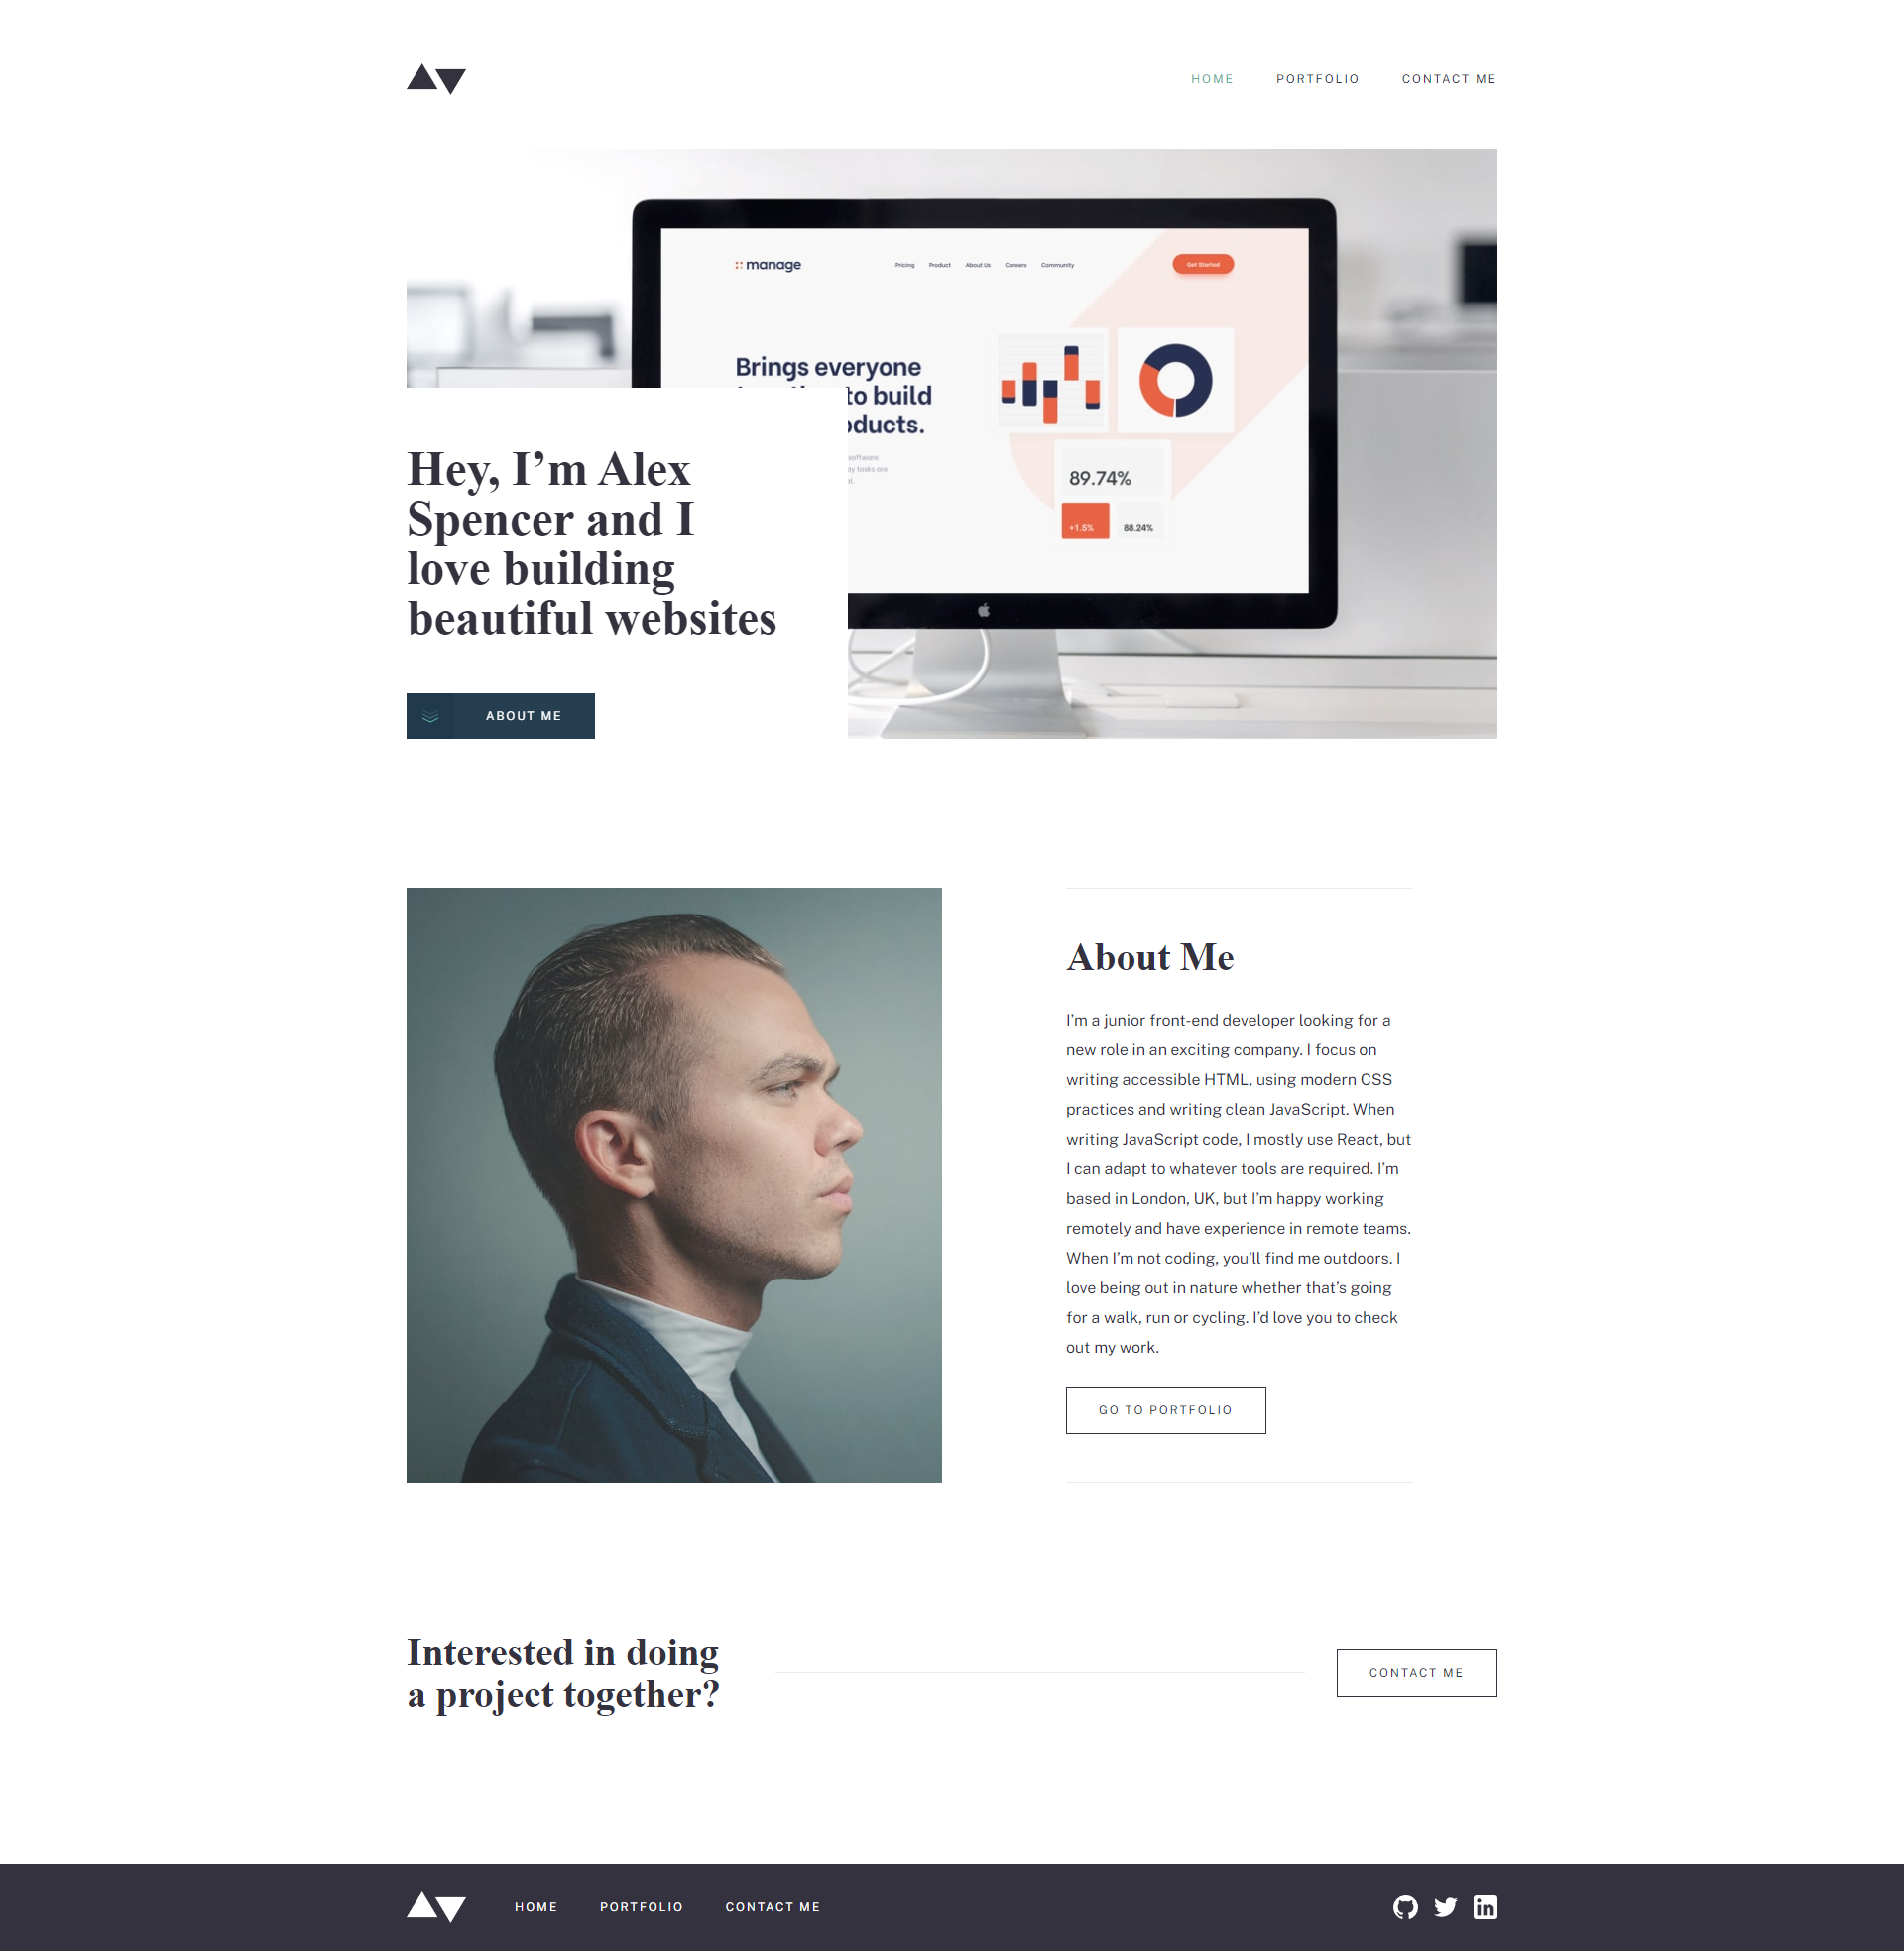 HOME PORTFOLIO CONTACT ME
manage Pricing Product About Us Careers Community Get Started
Brings everyone
to build
89.74%
+1.5% 88.24%
software
tasks are
Hey, I’m Alex
Spencer and I
love building
beautiful websites
ABOUT ME
About Me
I’m a junior front-end developer looking for a
new role in an exciting company. I focus on
writing accessible HTML, using modern CSS
practices and writing clean JavaScript. When
writing JavaScript code, I mostly use React, but
I can adapt to whatever tools are required. I’m
based in London, UK, but I’m happy working
remotely and have experience in remote teams.
When I’m not coding, you’ll find me outdoors. I
love being out in nature whether that’s going
for a walk, run or cycling. I’d love you to check
out my work.
GO TO PORTFOLIO
Interested in doing
a project together?
CONTACT ME
HOME PORTFOLIO CONTACT ME
in